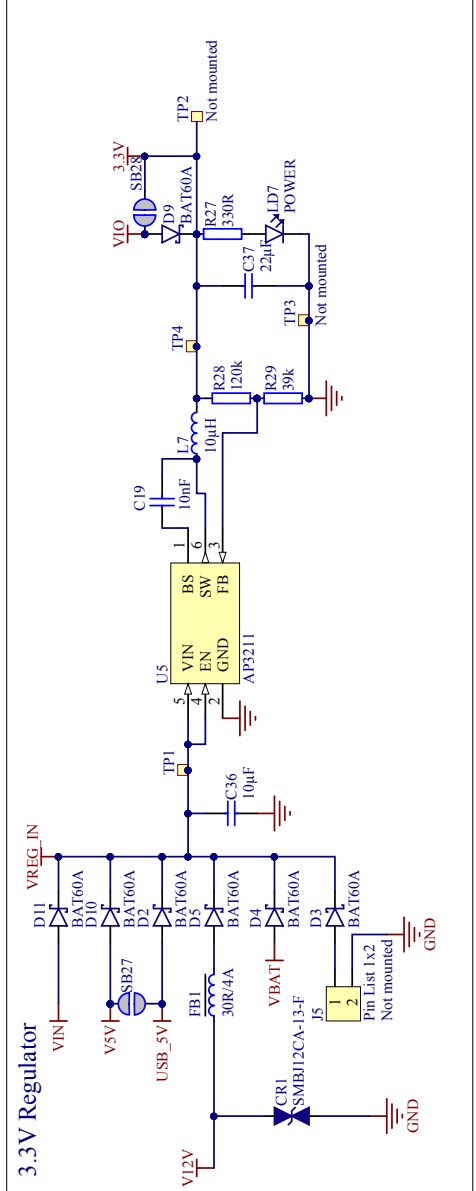 3.3V Regulator
VREG_IN
VIN
D11
BAT60A
V5V
D10
BAT60A
SB27
USB_5V
D2
BAT60A
V12V
FB1
30R/4A
D5
BAT60A
CR1
SMBJ12CA-13-F
GND
VBAT
D4
BAT60A
J5
1
2
Pin List 1x2
Not mounted
D3
BAT60A
GND
TP1
C36
10µF
U5
5
4
2
VIN
EN
GND
BS
SW
FB
1
6
3
AP3211
C19
10nF
L7
10µH
R28
120k
R29
39k
TP4
C37
22µF
TP3
Not mounted
VIO
SB28
3.3V
D9
BAT60A
R27
330R
LD7
POWER
TP2
Not mounted